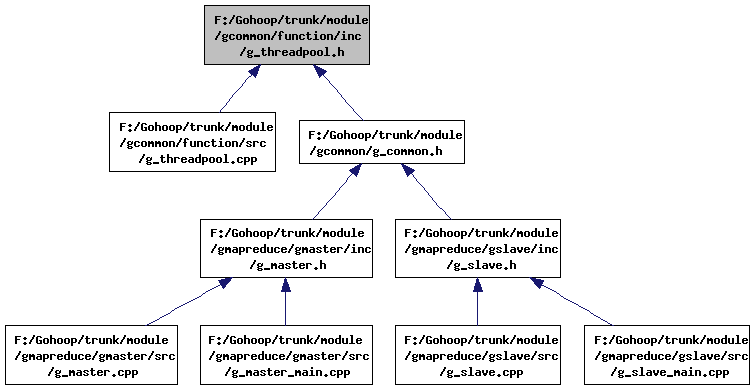 F:/Gohoop/trunk/module
/gcommon/function/inc
/g_threadpool.h
F:/Gohoop/trunk/module
/gcommon/function/src
/g_threadpool.cpp
F:/Gohoop/trunk/module
/gcommon/g_common.h
F:/Gohoop/trunk/module
/gmapreduce/gmaster/inc
/g_master.h
F:/Gohoop/trunk/module
/gmapreduce/gslave/inc
/g_slave.h
F:/Gohoop/trunk/module
/gmapreduce/gmaster/src
/g_master.cpp
F:/Gohoop/trunk/module
/gmapreduce/gmaster/src
/g_master_main.cpp
F:/Gohoop/trunk/module
/gmapreduce/gslave/src
/g_slave.cpp
F:/Gohoop/trunk/module
/gmapreduce/gslave/src
/g_slave_main.cpp